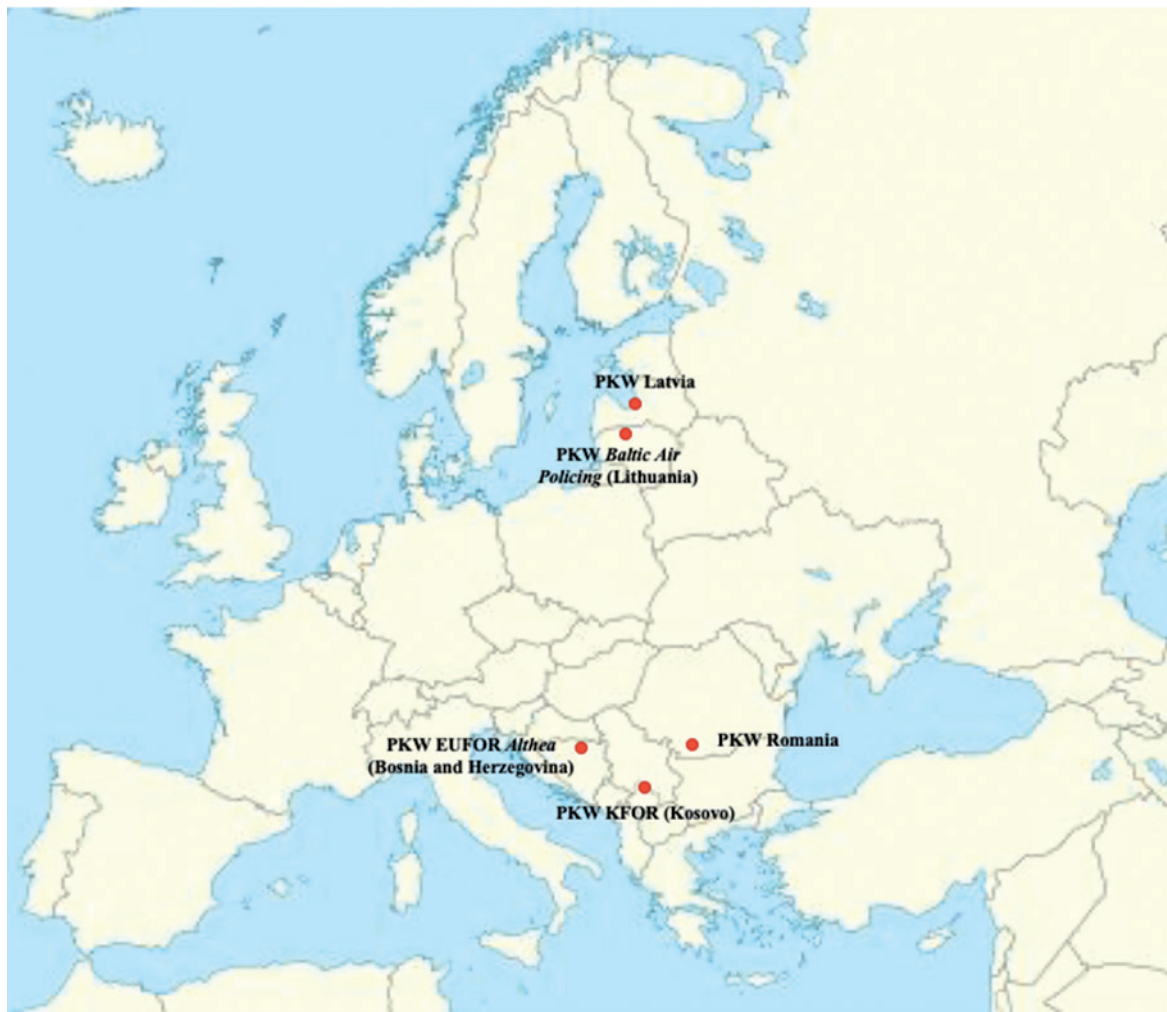 PKW Latvia
PKW Baltic Air
Policing (Lithuania)
PKW EUFOR Althea
(Bosnia and Herzegovina)
PKW Romania
PKW KFOR (Kosovo)